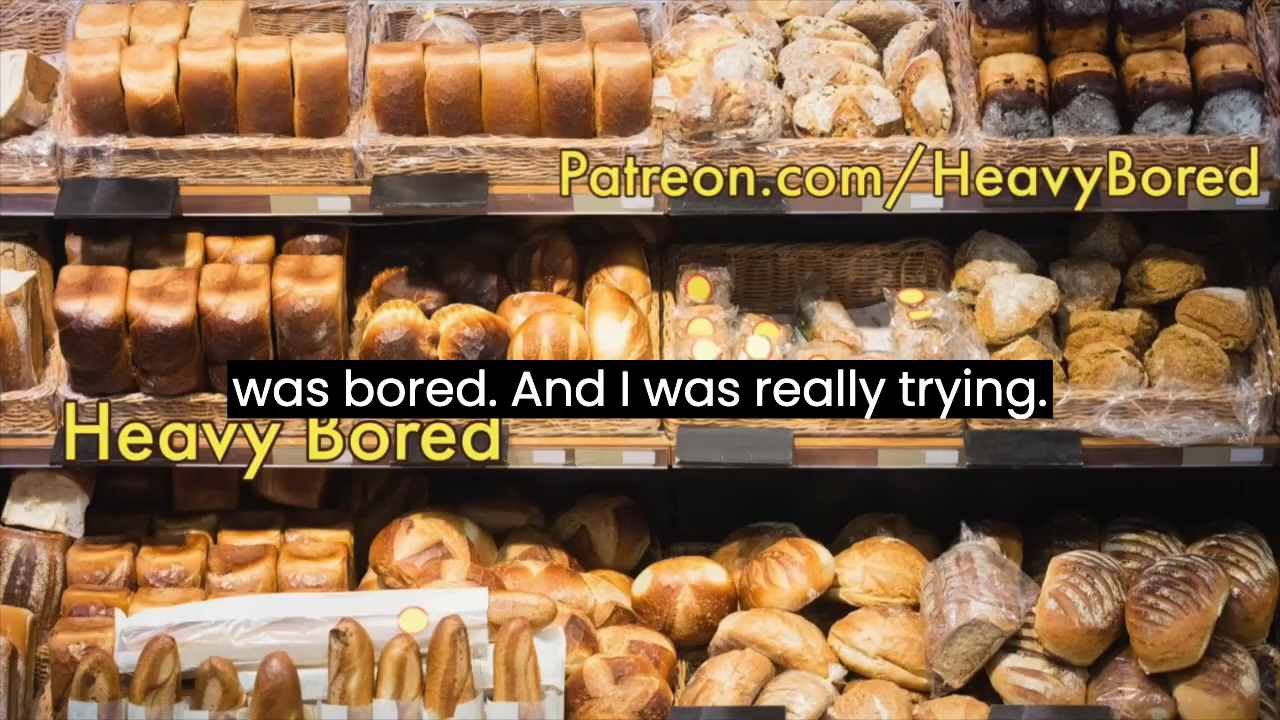 Patreon.com/HeavyBored
was bored. And I was really trying.
Heavy Bored